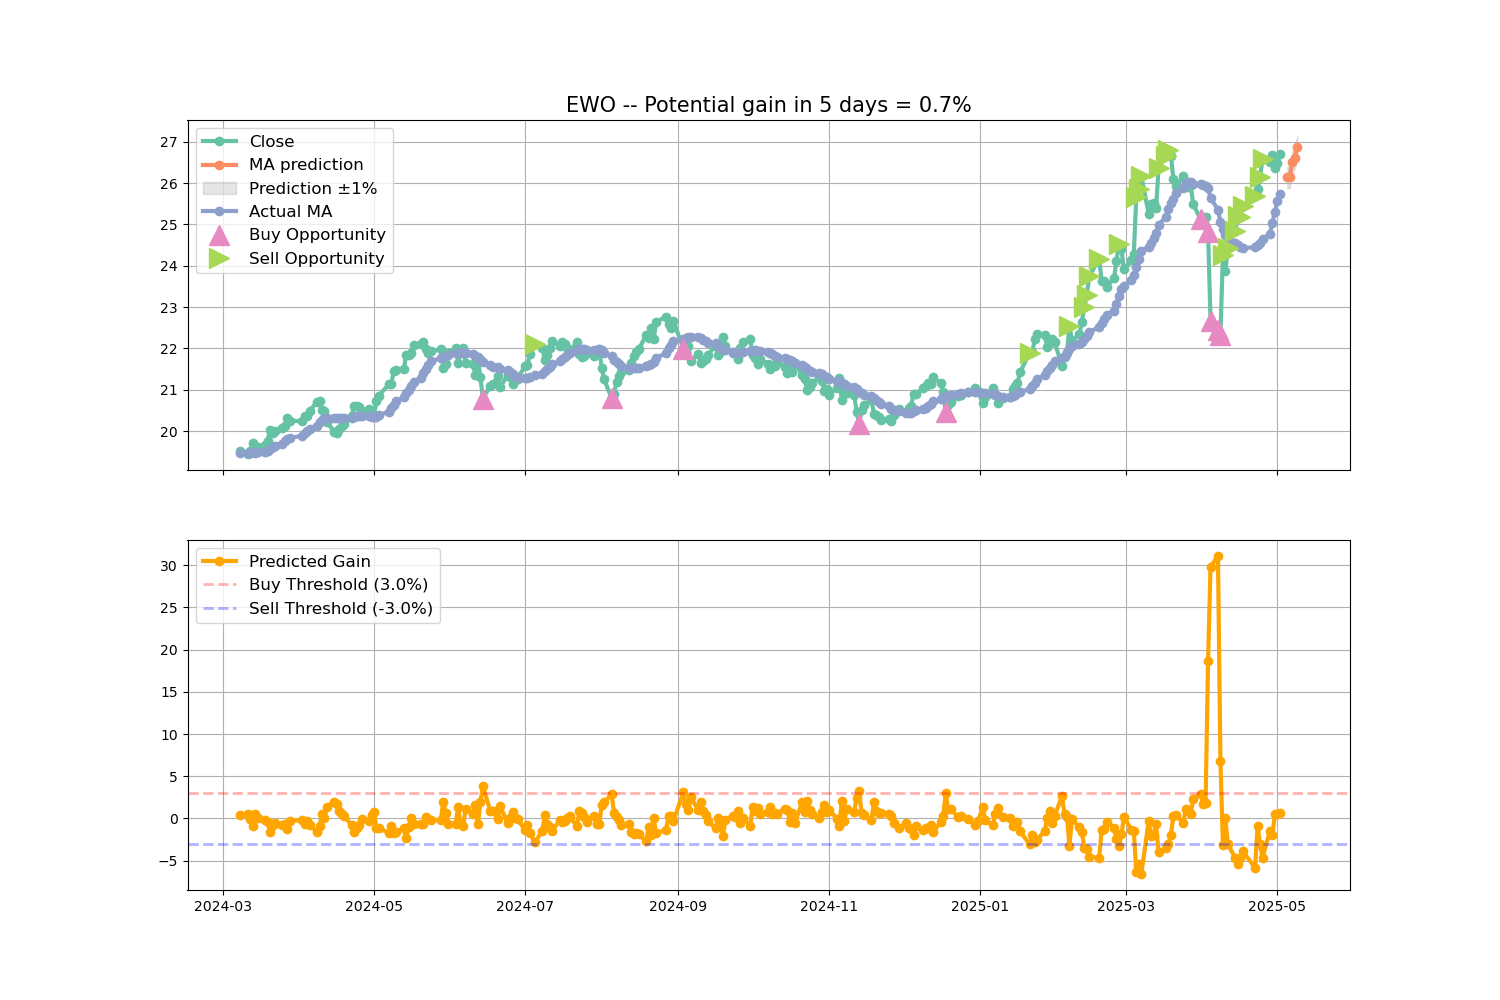 EWO -- Potential gain in 5 days = 0.7%
27
26
25
24
23
22
21
20
Close
MA prediction
Prediction ±1%
Actual MA
Buy Opportunity
Sell Opportunity
30
25
20
15
10
5
0
−5
Predicted Gain
Buy Threshold (3.0%)
Sell Threshold (-3.0%)
2024-03 2024-05 2024-07 2024-09 2024-11 2025-01 2025-03 2025-05